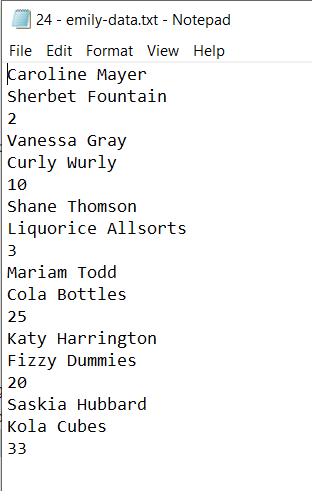 24 - emily-data.txt - Notepad
File Edit Format View Help
Caroline Mayer
Sherbet Fountain
2
Vanessa Gray
Curly Wurly
10
Shane Thomson
Liquorice Allsorts
3
Mariam Todd
Cola Bottles
25
Katy Harrington
Fizzy Dummies
20
Saskia Hubbard
Kola Cubes
33